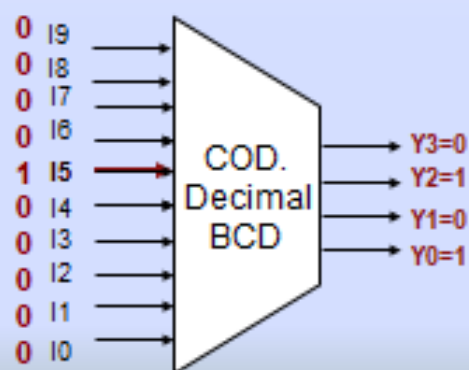 0 I9
0 I8
0 I7
0 I6
1 I5
0 I4
0 I3
0 I2
0 I1
0 I0
COD.
Decimal
BCD
Y3=0
Y2=1
Y1=0
Y0=1